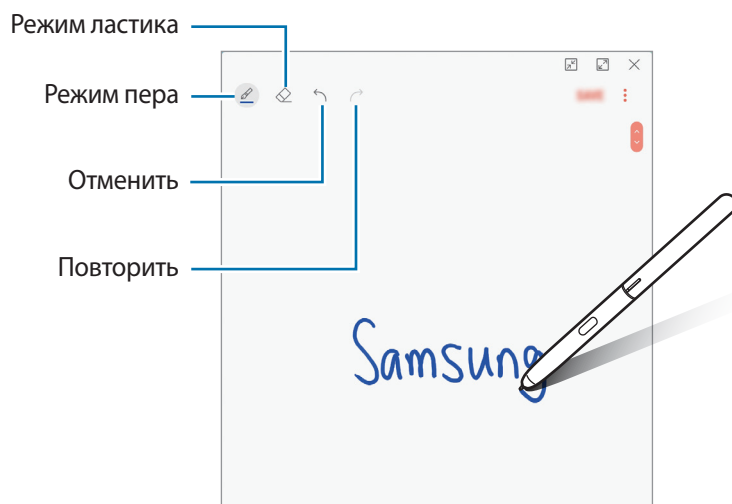 Режим ластика
Режим пера
Отменить
Повторить
Samsung